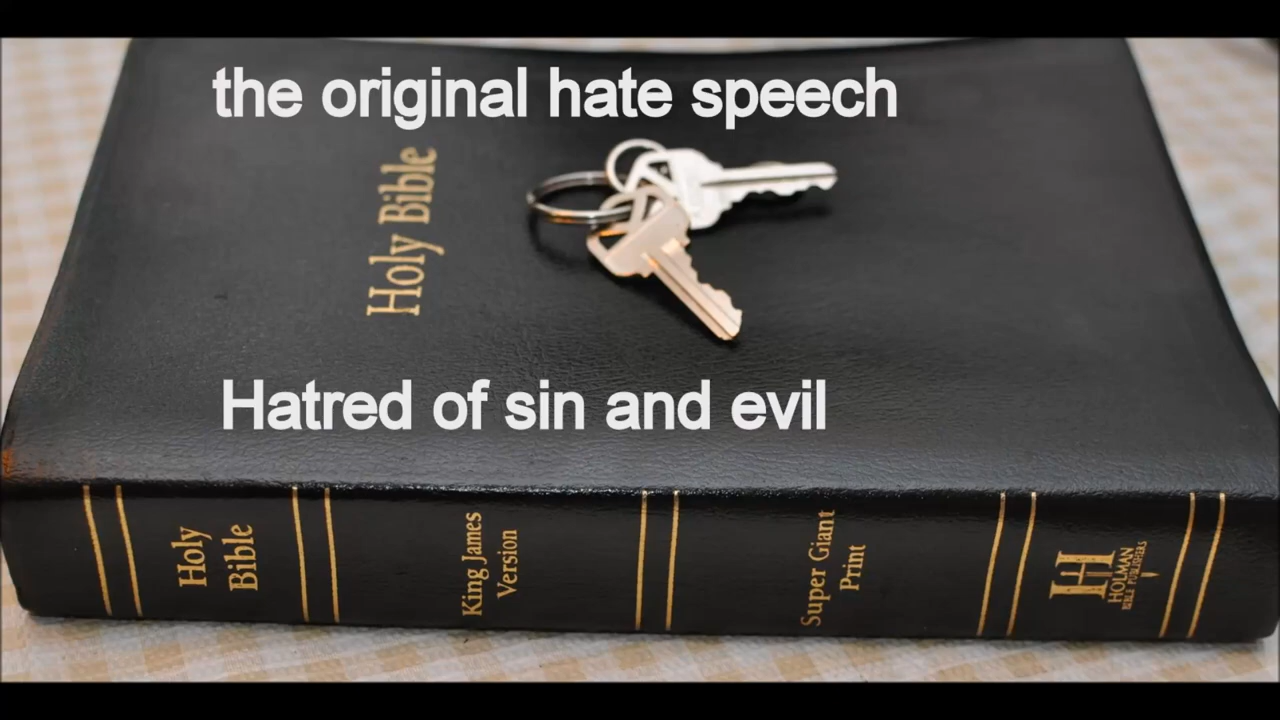 the original hate speech
Holy Bible
Hatred of sin and evil
Holy
Bible
King James
Version
Super Giant
Print
HOLMAN
BIBLE PUBLISHERS